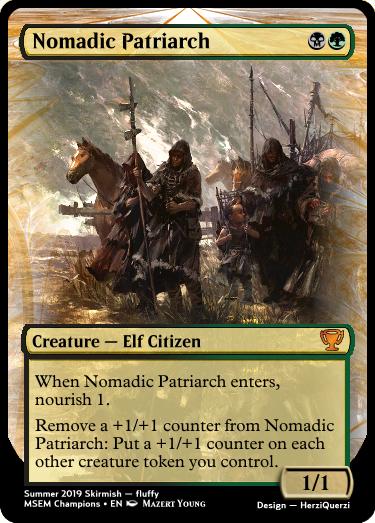 Nomadic Patriarch
Creature — Elf Citizen
When Nomadic Patriarch enters,
nourish 1.
Remove a +1/+1 counter from Nomadic
Patriarch: Put a +1/+1 counter on each
other creature token you control.
1/1
Summer 2019 Skirmish — fluffy
MSEM Champions • EN Mazert Young
Design — HerziQuerzi